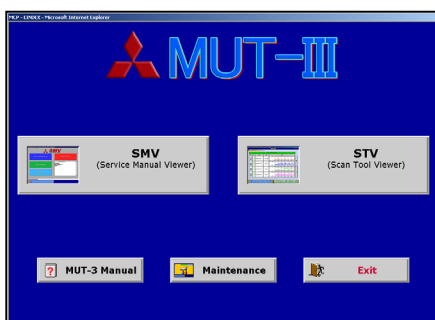 MCP - LINDEX - Microsoft Internet Explorer
MUT-III
SMV
(Service Manual Viewer)
STV
(Scan Tool Viewer)
MUT-3 Manual
Maintenance
Exit